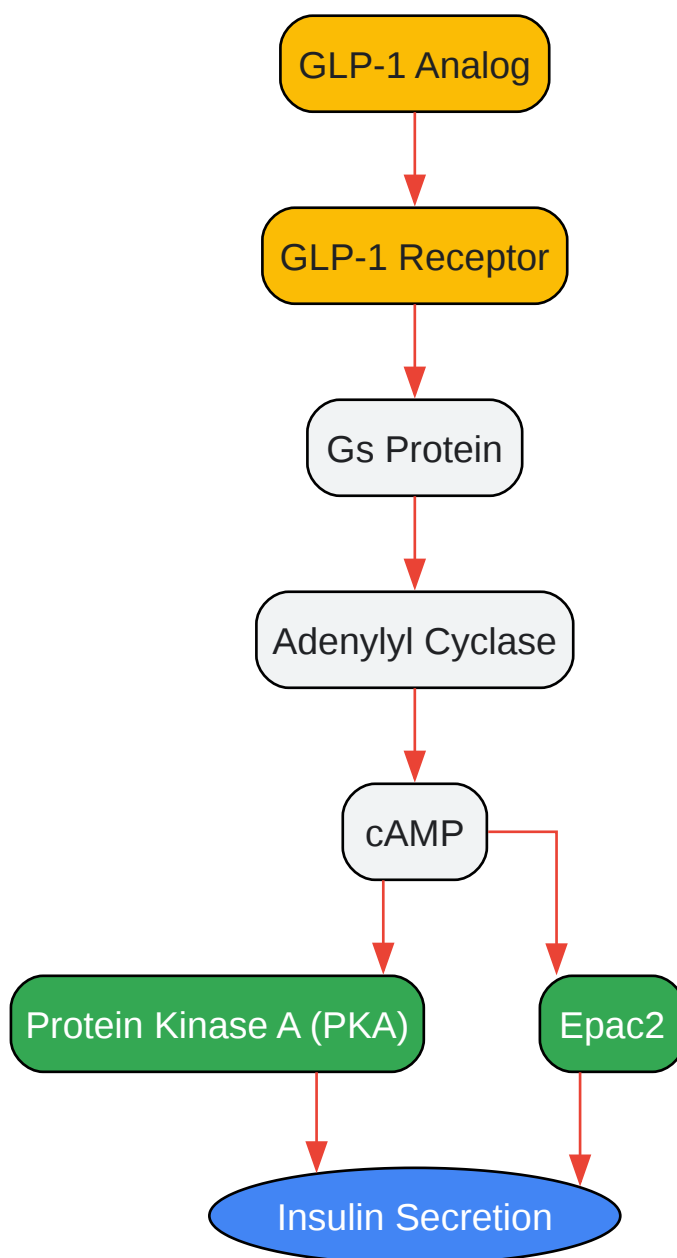 GLP-1 Analog
GLP-1 Receptor
Gs Protein
Adenylyl Cyclase
cAMP
Protein Kinase A (PKA)
Epac2
Insulin Secretion